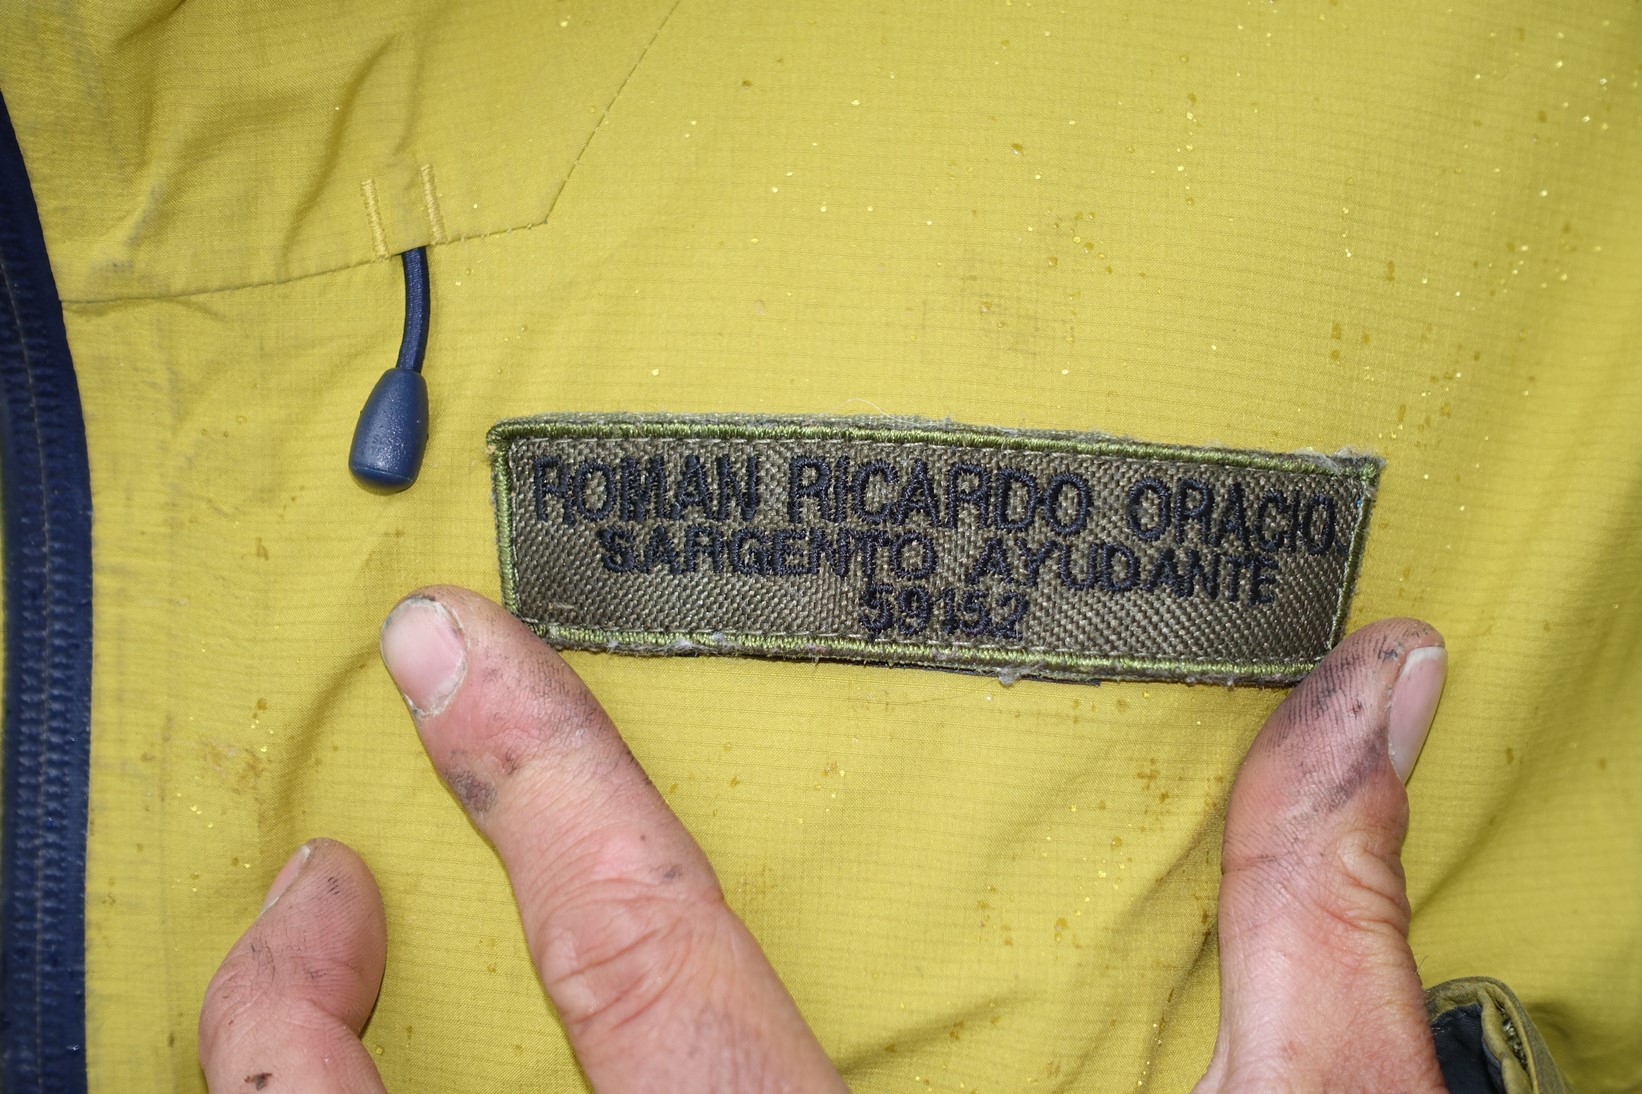 ROMAN RICARDO ORACIO
SARGENTO AYUDANTE
59152